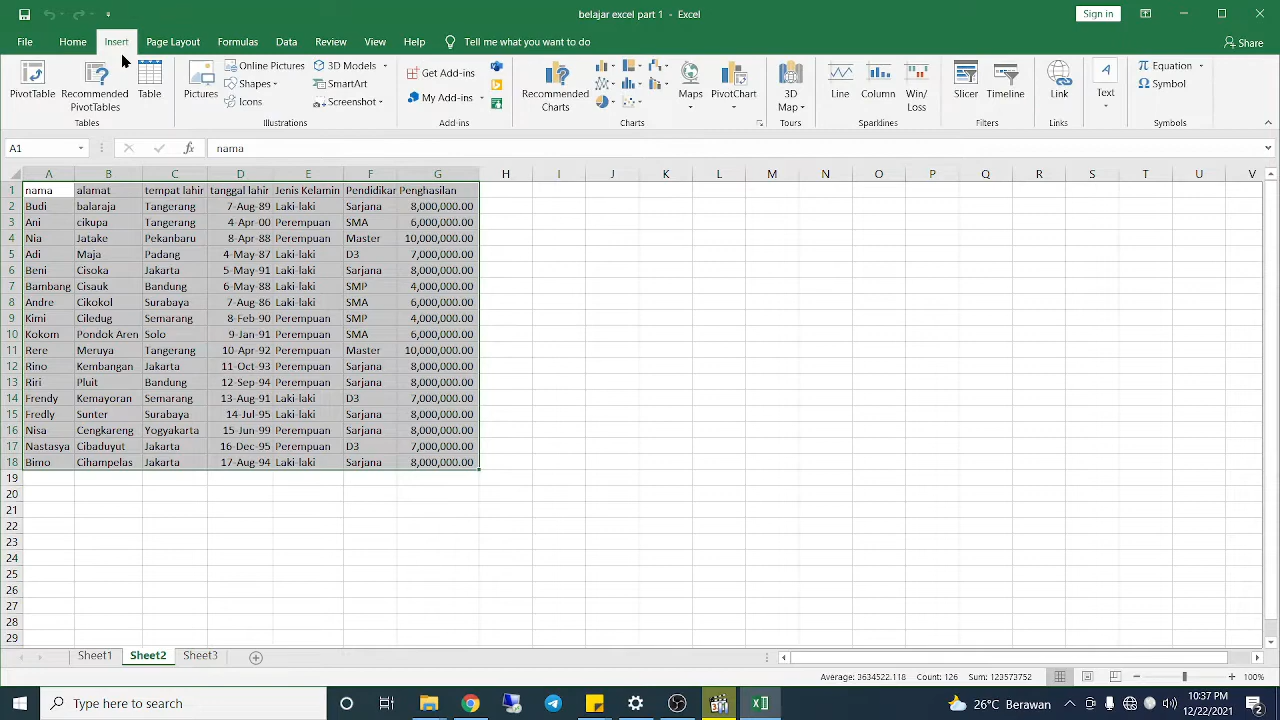 belajar excel part 1 - Excel
Sign in
File Home Insert Page Layout Formulas Data Review View Help Tell me what you want to do Share
PivotTable Recommended PivotTables Table Tables
Pictures Online Pictures Shapes Icons 3D Models SmartArt Screenshot Illustrations
Get Add-ins My Add-ins Add-ins
Recommended Charts Maps PivotChart Charts
3D Map Tours
Line Column Win/Loss Sparklines
Slicer Timeline Filters
Link Links
Text
Equation Symbol Symbols
A1 fx nama
A B C D E F G H I J K L M N O P Q R S T U V
1 nama alamat tempat lahir tanggal lahir Jenis Kelamin Pendidikan Penghasilan
2 Budi balaraja Tangerang 7-Aug-89 Laki-laki Sarjana 8,000,000.00
3 Ani cikupa Tangerang 4-Apr-00 Perempuan SMA 6,000,000.00
4 Nia Jatake Pekanbaru 8-Apr-88 Perempuan Master 10,000,000.00
5 Adi Maja Padang 4-May-87 Laki-laki D3 7,000,000.00
6 Beni Cisoka Jakarta 5-May-91 Laki-laki Sarjana 8,000,000.00
7 Bambang Cisauk Bandung 6-May-88 Laki-laki SMP 4,000,000.00
8 Andre Cikokol Surabaya 7-Aug-86 Laki-laki SMA 6,000,000.00
9 Kimi Ciledug Semarang 8-Feb-90 Perempuan SMP 4,000,000.00
10 Kokom Pondok Aren Solo 9-Jan-91 Perempuan SMA 6,000,000.00
11 Rere Meruya Tangerang 10-Apr-92 Perempuan Master 10,000,000.00
12 Rino Kembangan Jakarta 11-Oct-93 Perempuan Sarjana 8,000,000.00
13 Riri Pluit Bandung 12-Sep-94 Perempuan Sarjana 8,000,000.00
14 Frendy Kemayoran Semarang 13-Aug-91 Laki-laki D3 7,000,000.00
15 Fredly Sunter Surabaya 14-Jul-95 Laki-laki Sarjana 8,000,000.00
16 Nisa Cengkareng Yogyakarta 15-Jun-99 Perempuan Sarjana 8,000,000.00
17 Nastasya Cibaduyut Jakarta 16-Dec-95 Perempuan D3 7,000,000.00
18 Bimo Cihampelas Jakarta 17-Aug-94 Laki-laki Sarjana 8,000,000.00
19
20
21
22
23
24
25
26
27
28
29
Sheet1 Sheet2 Sheet3
Average: 3634522.118 Count: 126 Sum: 123573752 100%
Type here to search
26°C Berawan
10:37 PM
12/22/2021
2